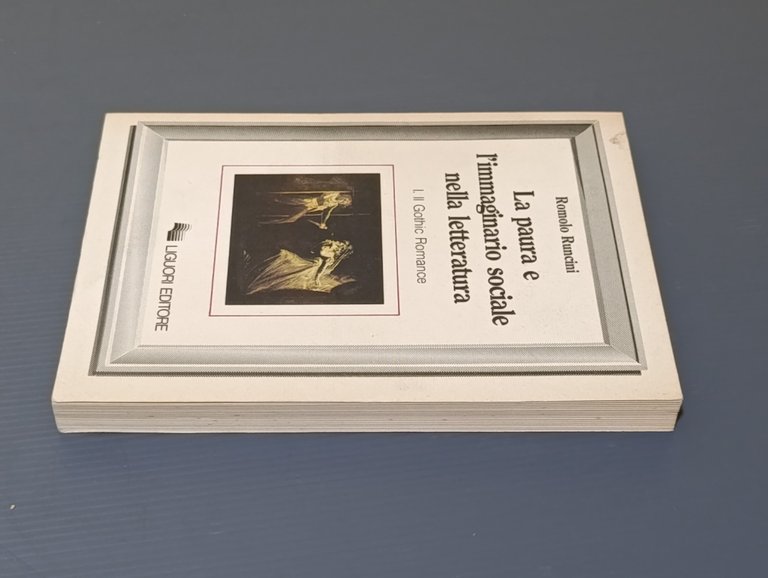 Romolo Runcini
La paura e
l'immaginario sociale
nella letteratura
I. Il Gothic Romance
LIGUORI EDITORE